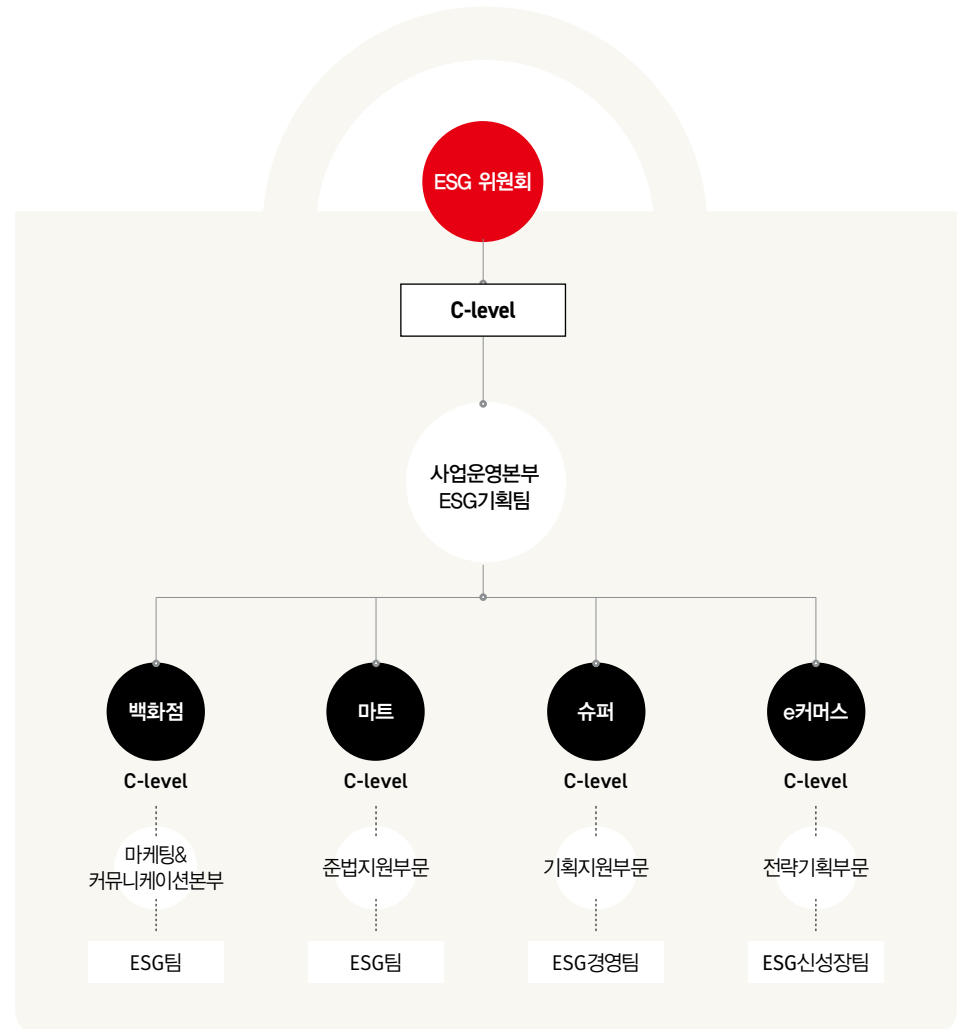 ESG 위원회
C-level
사업운영본부
ESG기획팀
백화점
마트
슈퍼
e커머스
C-level
C-level
C-level
C-level
마케팅&
커뮤니케이션본부
준법지원부문
기획지원부문
전략기획부문
ESG팀
ESG팀
ESG경영팀
ESG신성장팀